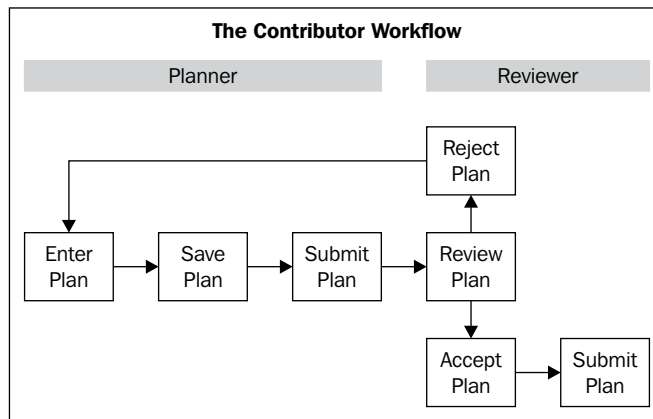 The Contributor Workflow
Planner
Reviewer
Reject
Plan
Enter
Plan
Save
Plan
Submit
Plan
Review
Plan
Accept
Plan
Submit
Plan